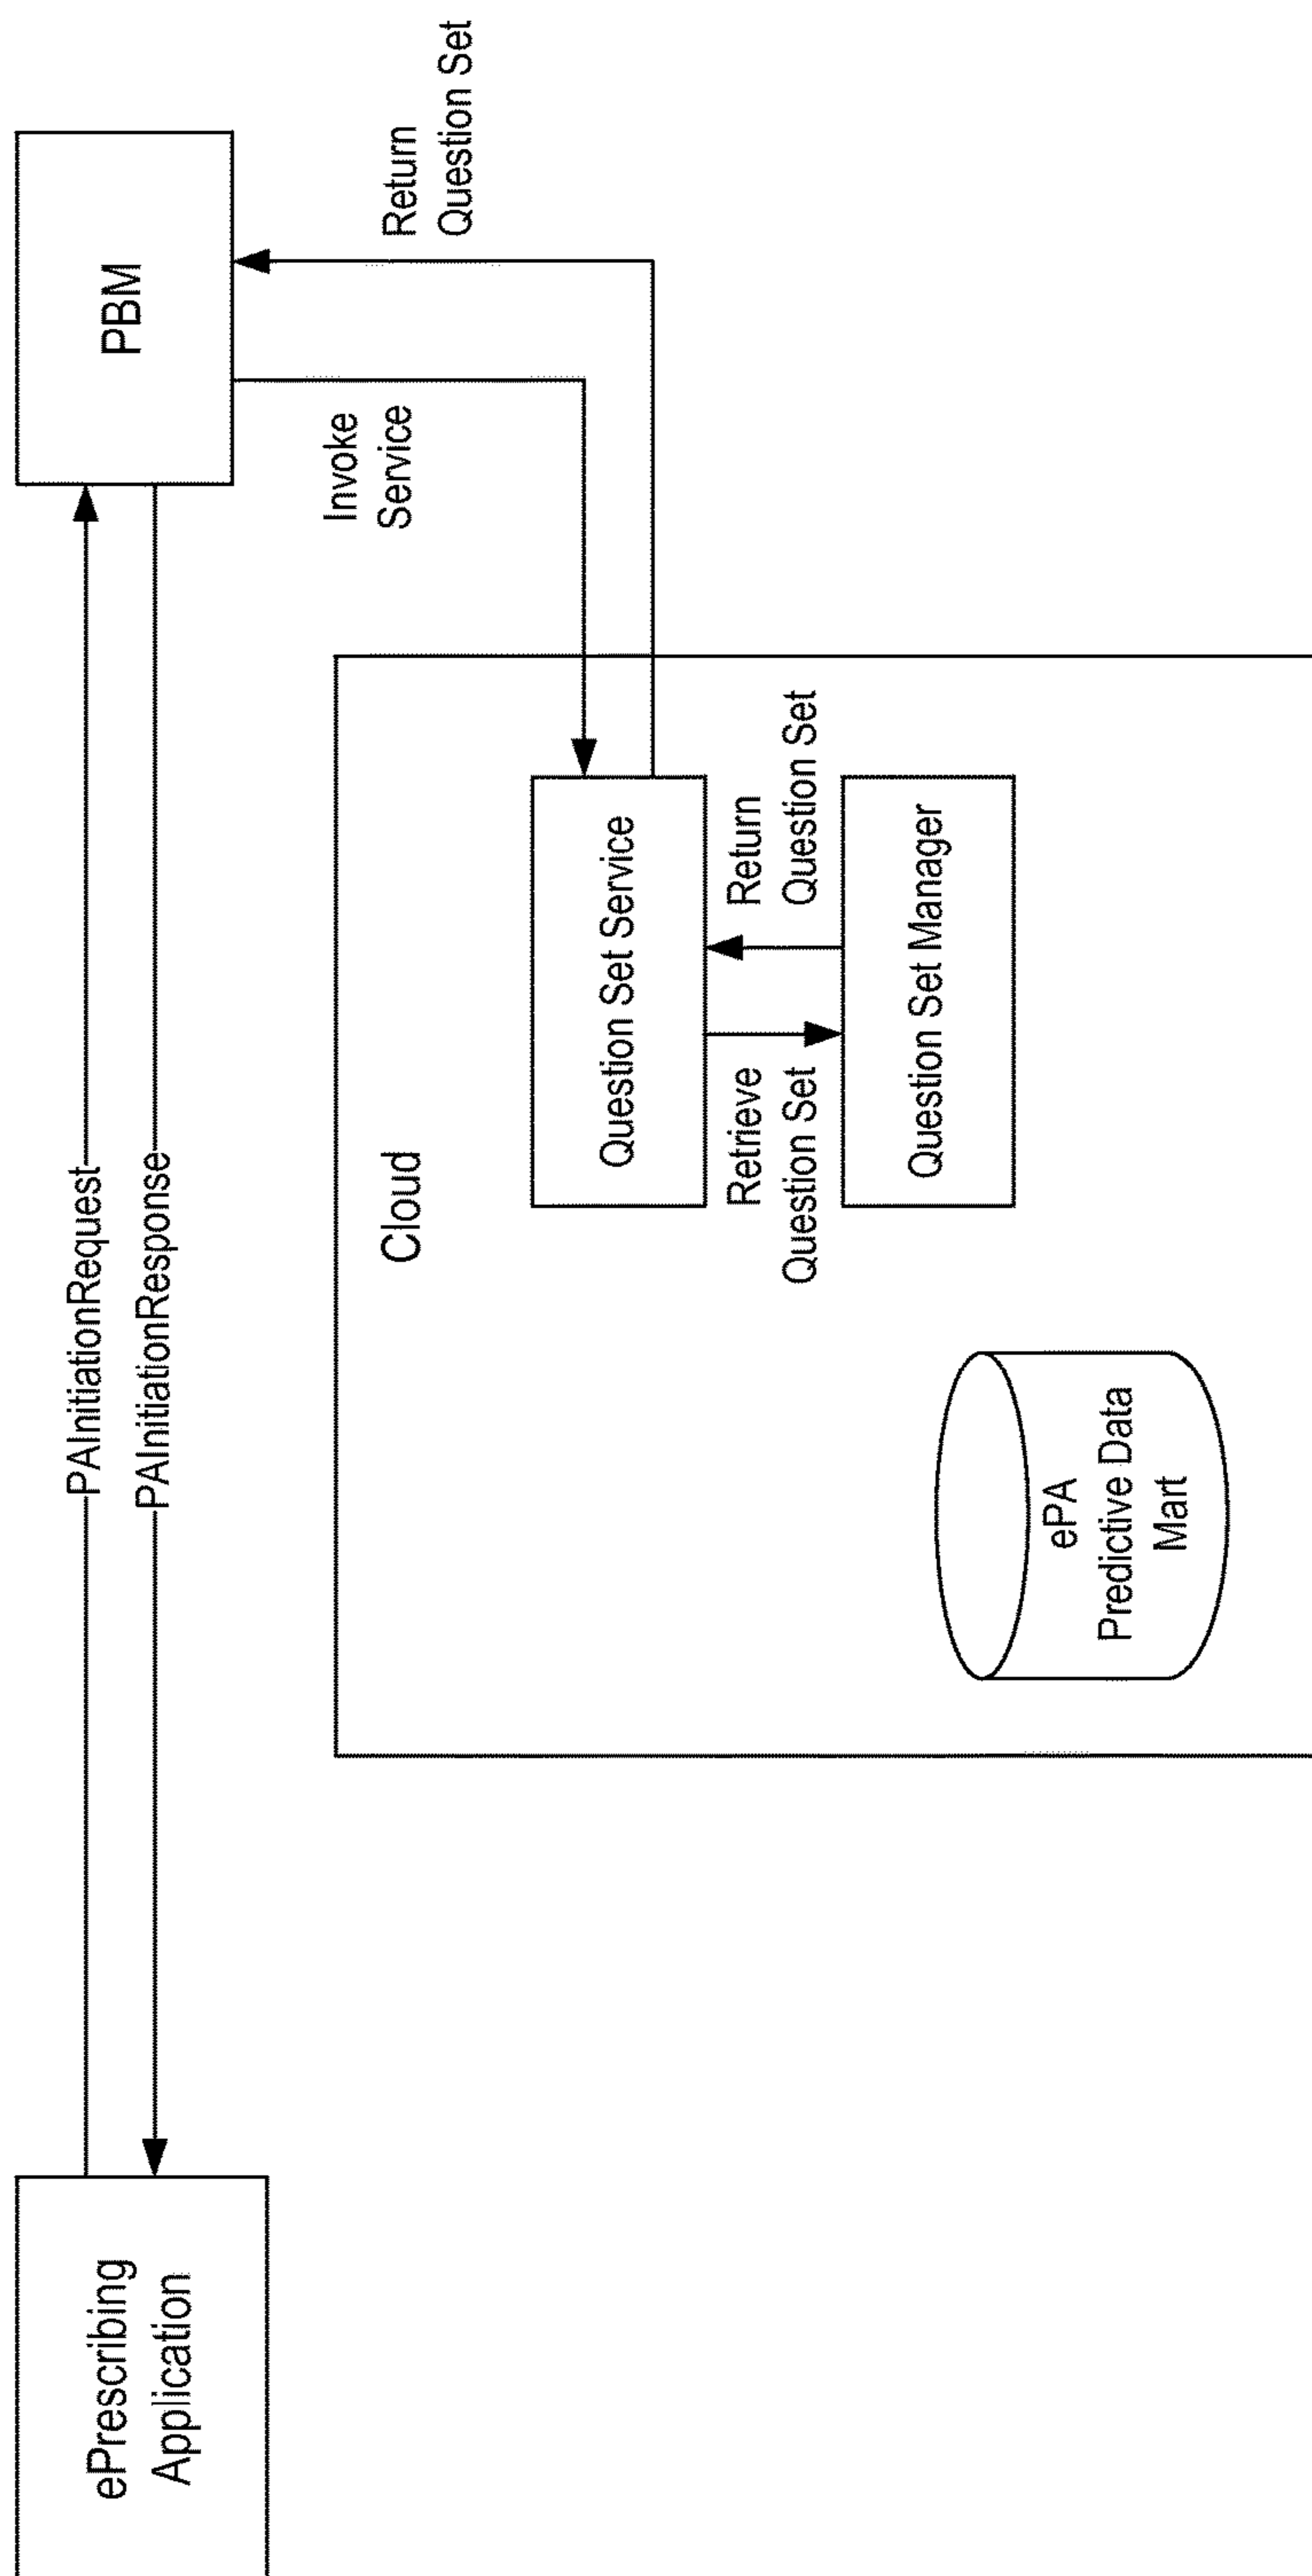 ePrescribing
Application
PAInitiationRequest
PAInitiationResponse
PBM
Invoke
Service
Return
Question Set
Cloud
Question Set Service
Retrieve
Question Set
Return
Question Set
Question Set Manager
ePA
Predictive Data
Mart